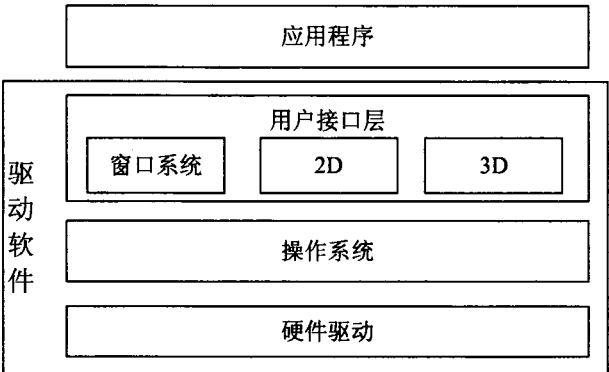 应用程序
用户接口层
窗口系统
2D
3D
驱动软件
操作系统
硬件驱动